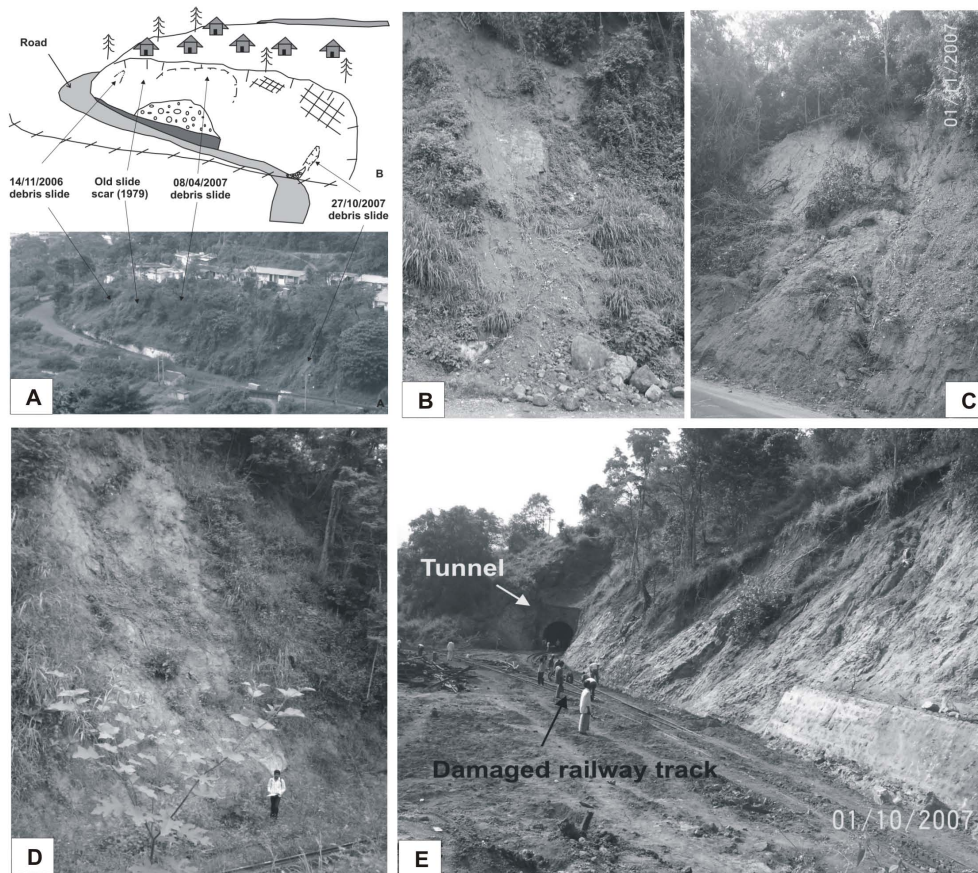 Road
14/11/2006
debris slide
Old slide
scar (1979)
08/04/2007
debris slide
27/10/2007
debris slide
B
A
A
B
01/11/2007
C
D
Tunnel
Damaged railway track
01/10/2007
E